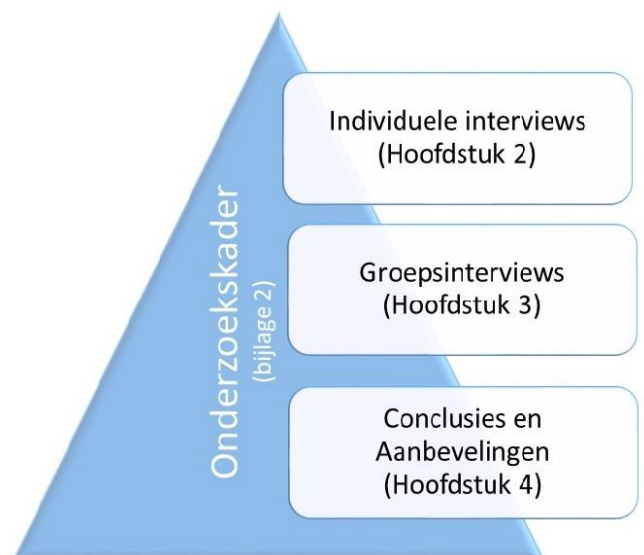 Onderzoekskader
(bijlage 2)
Individuele interviews
(Hoofdstuk 2)
Groepsinterviews
(Hoofdstuk 3)
Conclusies en
Aanbevelingen
(Hoofdstuk 4)